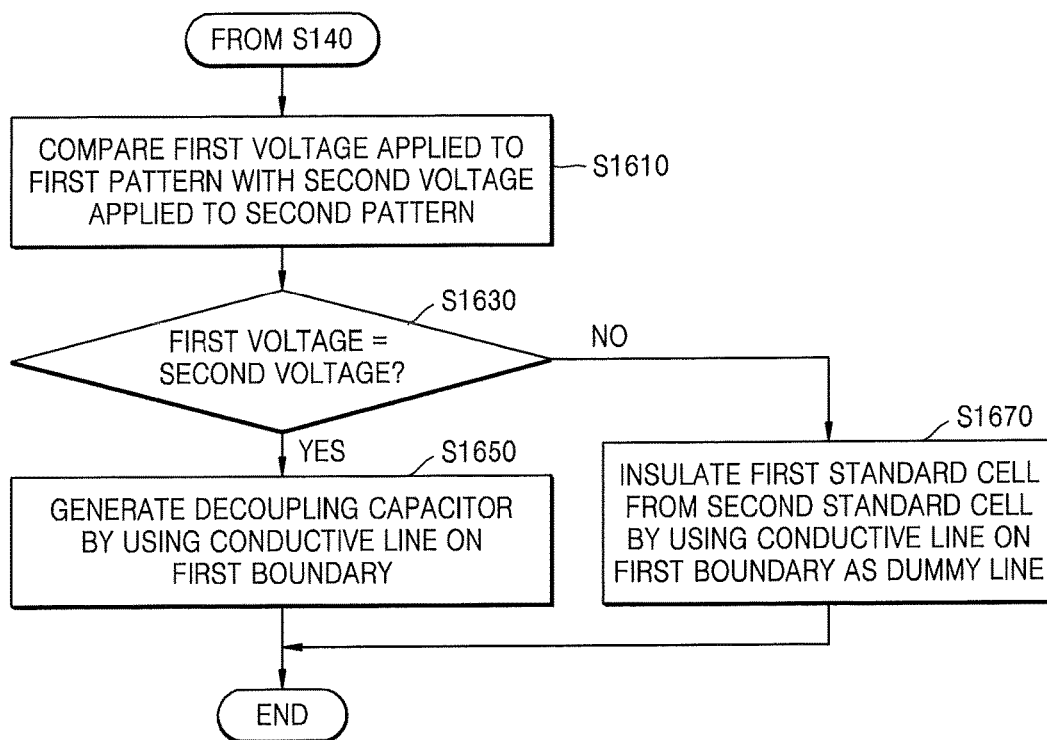 FROM S140
COMPARE FIRST VOLTAGE APPLIED TO
FIRST PATTERN WITH SECOND VOLTAGE
APPLIED TO SECOND PATTERN
S1610
S1630
FIRST VOLTAGE =
SECOND VOLTAGE?
NO
YES
S1650
GENERATE DECOUPLING CAPACITOR
BY USING CONDUCTIVE LINE ON
FIRST BOUNDARY
S1670
INSULATE FIRST STANDARD CELL
FROM SECOND STANDARD CELL
BY USING CONDUCTIVE LINE ON
FIRST BOUNDARY AS DUMMY LINE
END